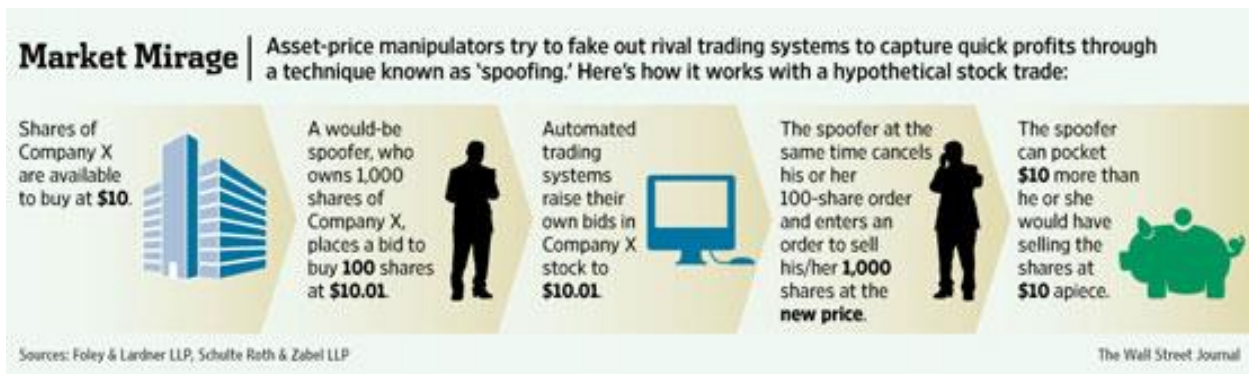 Market Mirage
Asset-price manipulators try to fake out rival trading systems to capture quick profits through
a technique known as 'spoofing.' Here's how it works with a hypothetical stock trade:
Shares of
Company X
are available
to buy at $10.
A would-be
spoofer, who
owns 1,000
shares of
Company X,
places a bid to
buy 100 shares
at $10.01.
Automated
trading
systems
raise their
own bids in
Company X
stock to
$10.01.
The spoofer at the
same time cancels
his or her
100-share order
and enters an
order to sell
his/her 1,000
shares at the
new price.
The spoofer
can pocket
$10 more than
he or she
would have
selling the
shares at
$10 apiece.
Sources: Foley & Lardner LLP, Schulte Roth & Zabel LLP
The Wall Street Journal